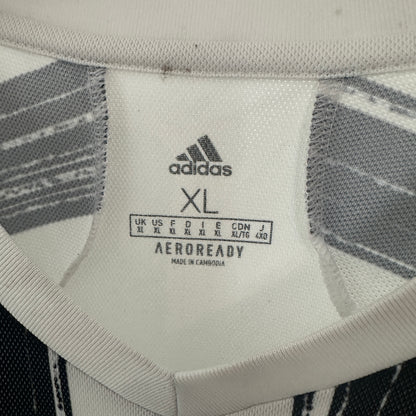 adidas
XL
UK US F D I E CDN J
XL XL XL XL XL XL XL/TG 4XO
AEROREADY
MADE IN CAMBODIA